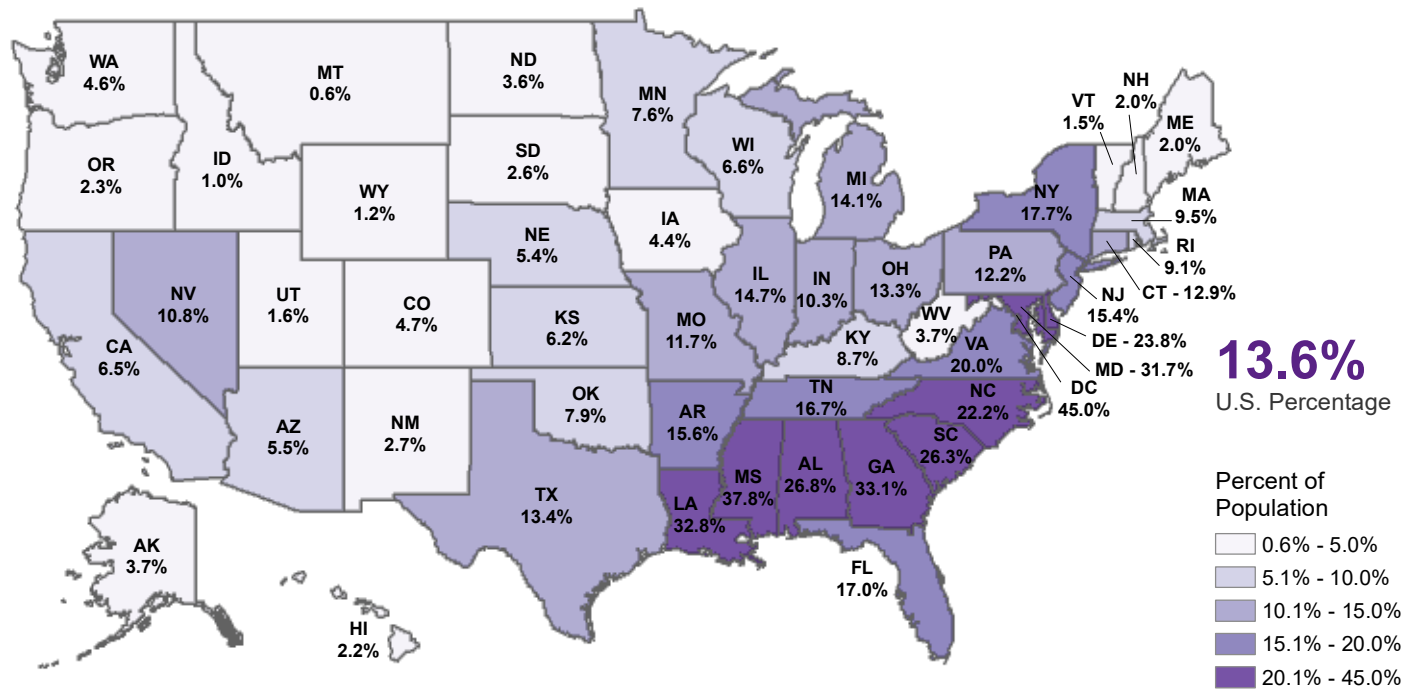 WA
4.6%
MT
0.6%
ND
3.6%
MN
7.6%
OR
2.3%
ID
1.0%
SD
2.6%
WI
6.6%
MI
14.1%
WY
1.2%
IA
4.4%
NE
5.4%
NV
10.8%
UT
1.6%
CO
4.7%
CA
6.5%
KS
6.2%
MO
11.7%
IL
14.7%
IN
10.3%
OH
13.3%
KY
8.7%
WV
3.7%
VA
20.0%
PA
12.2%
NY
17.7%
VT
1.5%
NH
2.0%
ME
2.0%
MA
9.5%
RI
9.1%
CT - 12.9%
NJ
15.4%
DE - 23.8%
MD - 31.7%
DC
45.0%
AZ
5.5%
NM
2.7%
OK
7.9%
AR
15.6%
TN
16.7%
NC
22.2%
SC
26.3%
TX
13.4%
LA
32.8%
MS
37.8%
AL
26.8%
GA
33.1%
FL
17.0%
AK
3.7%
HI
2.2%
13.6%
U.S. Percentage
Percent of
Population
0.6% - 5.0%
5.1% - 10.0%
10.1% - 15.0%
15.1% - 20.0%
20.1% - 45.0%